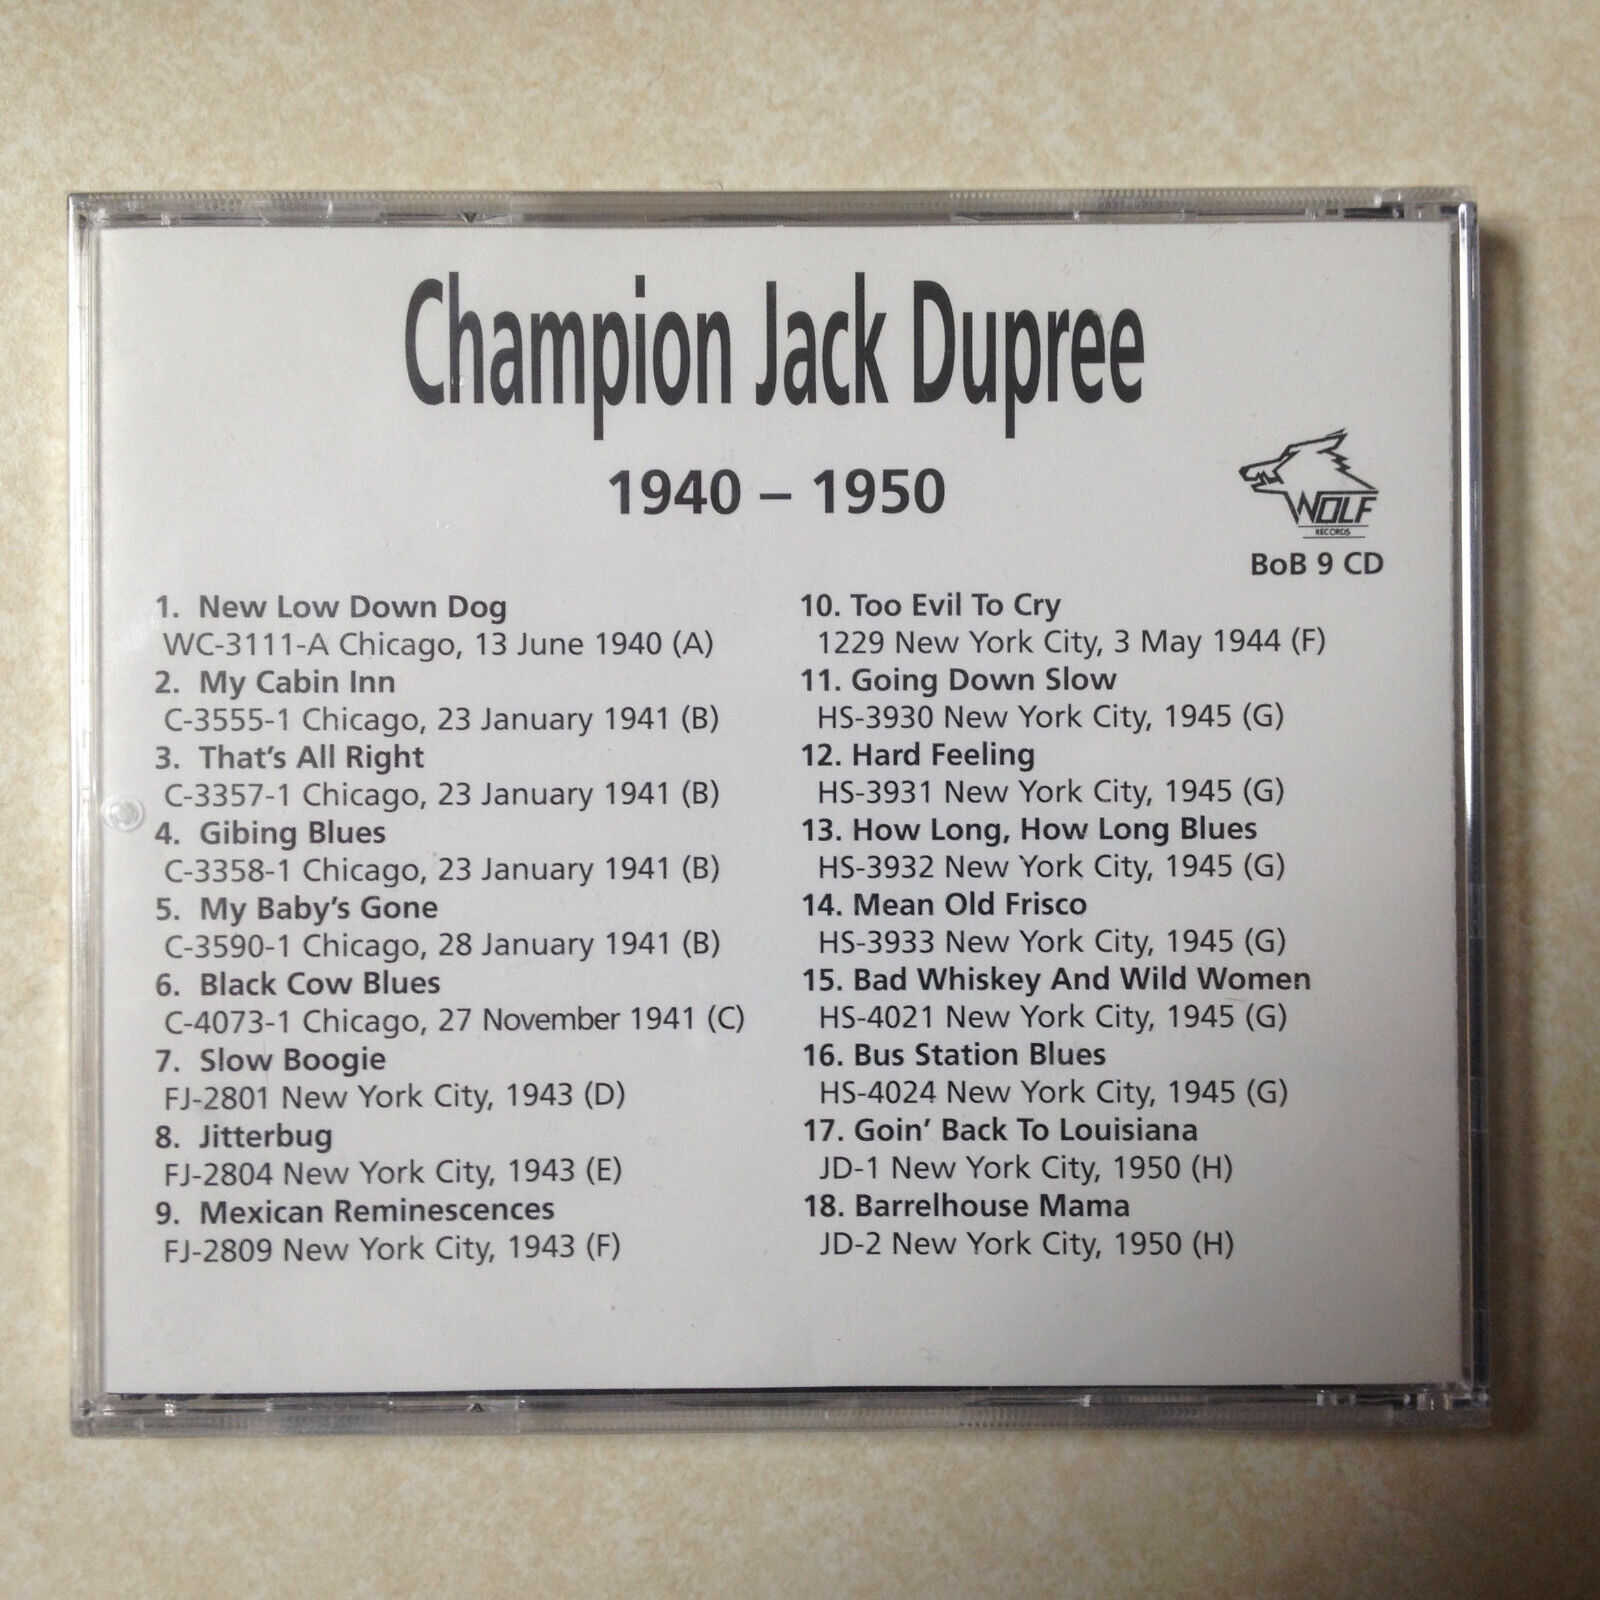 Champion Jack Dupree
1940 – 1950
WOLF
RECORDS
BoB 9 CD
1. New Low Down Dog
WC-3111-A Chicago, 13 June 1940 (A)
2. My Cabin Inn
C-3555-1 Chicago, 23 January 1941 (B)
3. That's All Right
C-3357-1 Chicago, 23 January 1941 (B)
4. Gibing Blues
C-3358-1 Chicago, 23 January 1941 (B)
5. My Baby's Gone
C-3590-1 Chicago, 28 January 1941 (B)
6. Black Cow Blues
C-4073-1 Chicago, 27 November 1941 (C)
7. Slow Boogie
FJ-2801 New York City, 1943 (D)
8. Jitterbug
FJ-2804 New York City, 1943 (E)
9. Mexican Reminescences
FJ-2809 New York City, 1943 (F)
10. Too Evil To Cry
1229 New York City, 3 May 1944 (F)
11. Going Down Slow
HS-3930 New York City, 1945 (G)
12. Hard Feeling
HS-3931 New York City, 1945 (G)
13. How Long, How Long Blues
HS-3932 New York City, 1945 (G)
14. Mean Old Frisco
HS-3933 New York City, 1945 (G)
15. Bad Whiskey And Wild Women
HS-4021 New York City, 1945 (G)
16. Bus Station Blues
HS-4024 New York City, 1945 (G)
17. Goin' Back To Louisiana
JD-1 New York City, 1950 (H)
18. Barrelhouse Mama
JD-2 New York City, 1950 (H)